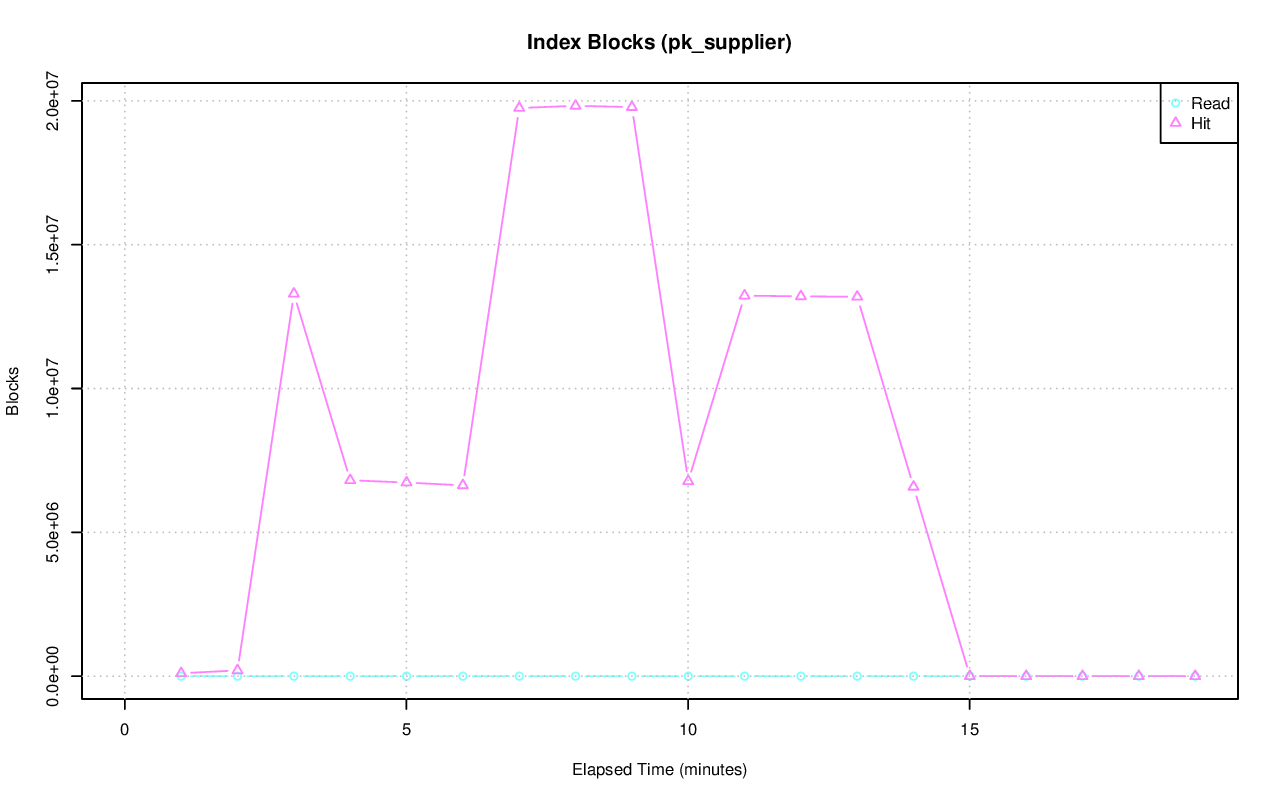 Index Blocks (pk_supplier)
Read
Hit
2.0e+07
1.5e+07
1.0e+07
5.0e+06
0.0e+00
Blocks
0 5 10 15
Elapsed Time (minutes)